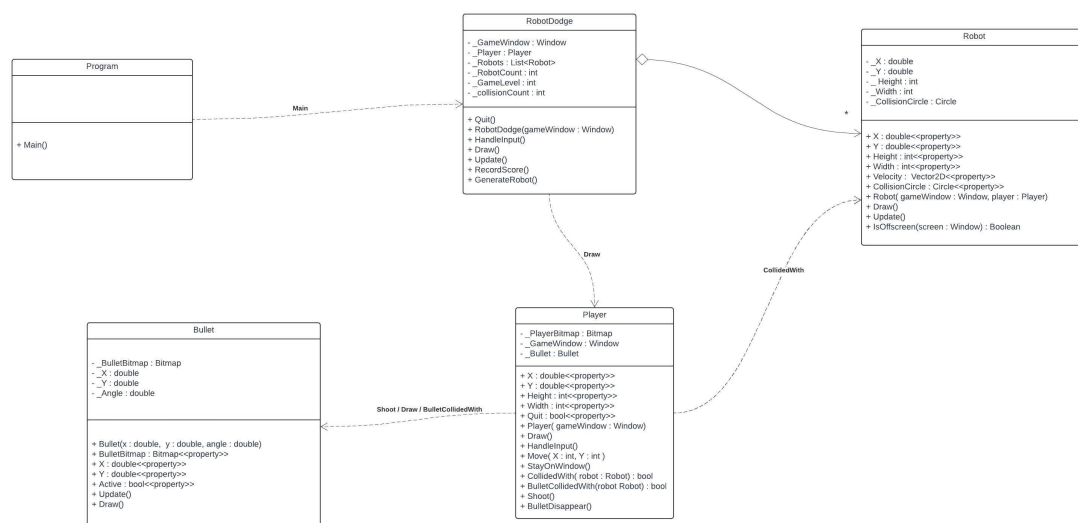 Program
+ Main()
Main
RobotDodge
- _GameWindow : Window
- _Player : Player
- _Robots : List<Robot>
- _RobotCount : int
- _GameLevel : int
- _collisionCount : int
+ Quit()
+ RobotDodge(gameWindow : Window)
+ HandleInput()
+ Draw()
+ Update()
+ RecordScore()
+ GenerateRobot()
*
Robot
- _X : double
- _Y : double
- _ Height : int
- _Width : int
- _CollisionCircle : Circle
+ X : double<<property>>
+ Y : double<<property>>
+ Height : int<<property>>
+ Width : int<<property>>
+ Velocity :  Vector2D<<property>>
+ CollisionCircle : Circle<<property>>
+ Robot( gameWindow : Window, player : Player)
+ Draw()
+ Update()
+ IsOffscreen(screen : Window) : Boolean
Draw
CollidedWith
Player
- _PlayerBitmap : Bitmap
- _GameWindow : Window
- _Bullet : Bullet
+ X : double<<property>>
+ Y : double<<property>>
+ Height : int<<property>>
+ Width : int<<property>>
+ Quit : bool<<property>>
+ Player( gameWindow : Window)
+ Draw()
+ HandleInput()
+ Move( X : int, Y : int )
+ StayOnWindow()
+ CollidedWith( robot : Robot) : bool
+ BulletCollidedWith(robot Robot) : bool
+ Shoot()
+ BulletDisappear()
Shoot / Draw / BulletCollidedWith
Bullet
- _BulletBitmap : Bitmap
- _X : double
- _Y : double
- _Angle : double
+ Bullet(x : double,  y : double, angle : double)
+ BulletBitmap : Bitmap<<property>>
+ X : double<<property>>
+ Y : double<<property>>
+ Active : bool<<property>>
+ Update()
+ Draw()